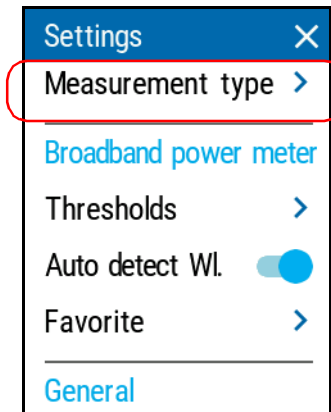 Settings
Measurement type
Broadband power meter
Thresholds
Auto detect Wl.
Favorite
General